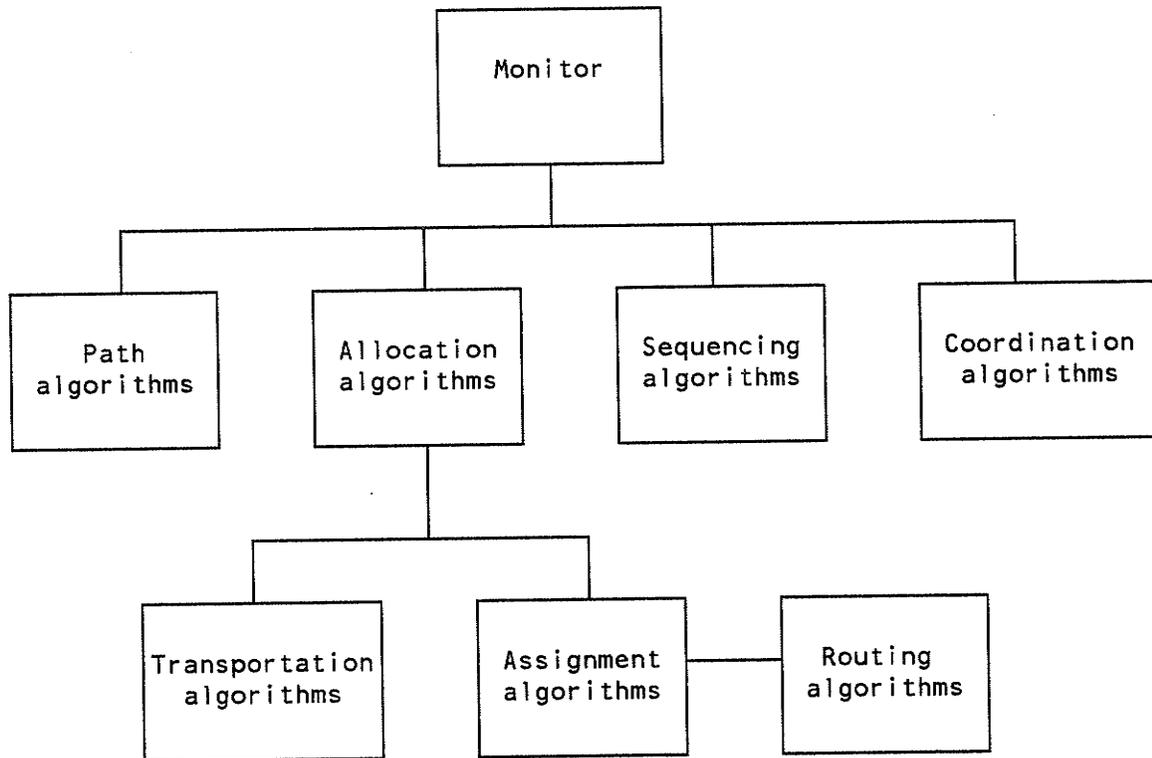 Monitor
Path
algorithms
Allocation
algorithms
Sequencing
algorithms
Coordination
algorithms
Transportation
algorithms
Assignment
algorithms
Routing
algorithms